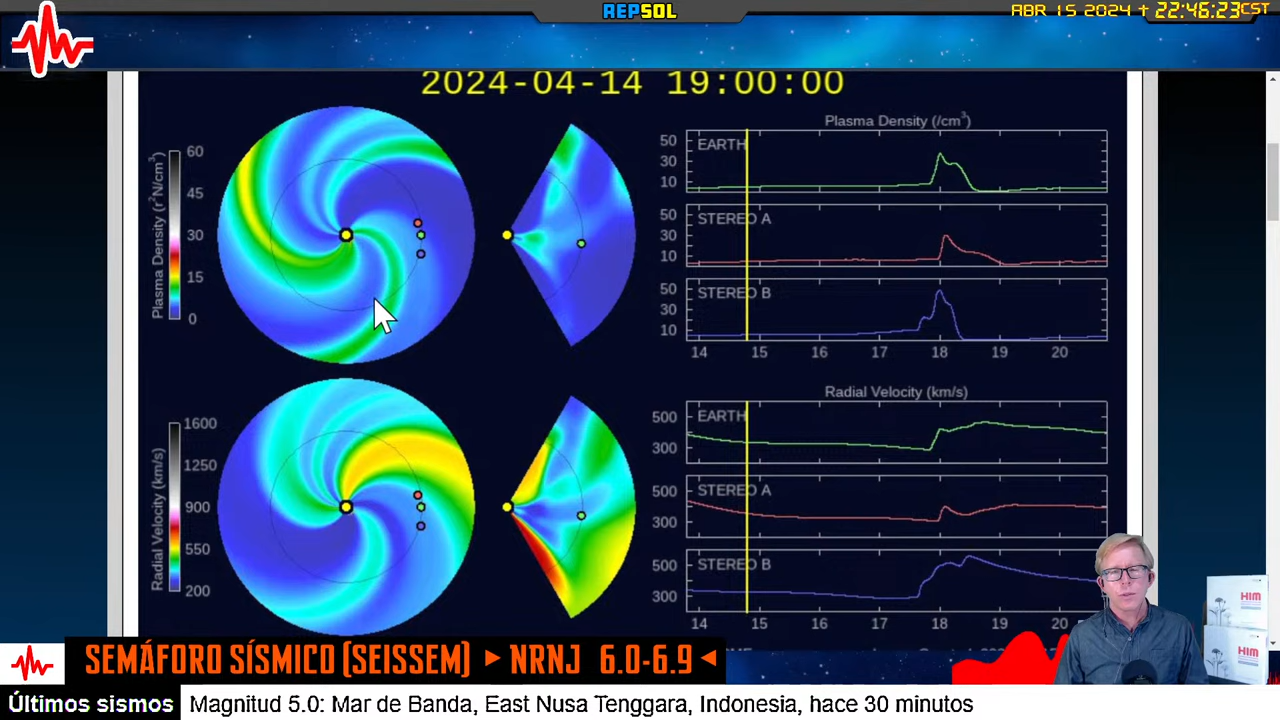 REPSOL
ABR 15 2024 † 22:46:23 CST
2024-04-14 19:00:00
Plasma Density (r²N/cm³)
60
45
30
15
0
Plasma Density (/cm³)
50
30
10
EARTH
50
30
10
STEREO A
50
30
10
STEREO B
14 15 16 17 18 19 20
Radial Velocity (km/s)
1600
1250
900
550
200
Radial Velocity (km/s)
500
300
EARTH
500
300
STEREO A
500
300
STEREO B
14 15 16 17 18 19 20
HIM
HIM
SEMÁFORO SÍSMICO (SEISSEM) ► NRNJ 6.0-6.9 ◄
Últimos sismos Magnitud 5.0: Mar de Banda, East Nusa Tenggara, Indonesia, hace 30 minutos